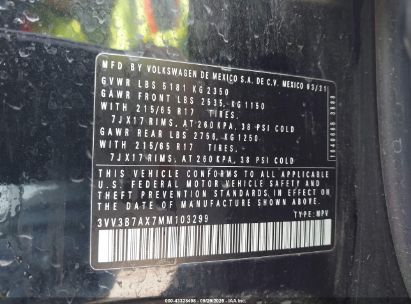 MFD BY VOLKSWAGEN DE MEXICO S.A. DE C.V. MEXICO 03/21
GVWR LBS 5181 KG 2350
GAWR FRONT LBS 2535, KG 1150
WITH 215/65 R17 TIRES,
7JX17 RIMS, AT 260 KPA, 38 PSI COLD
GAWR REAR LBS 2756, KG 1250
WITH 215/65 R17 TIRES,
7JX17 RIMS, AT 260 KPA, 38 PSI COLD
THIS VEHICLE CONFORMS TO ALL APPLICABLE
U.S. FEDERAL MOTOR VEHICLE SAFETY, BUMPER,
AND THEFT PREVENTION STANDARDS IN EFFECT ON THE
DATE OF MANUFACTURE SHOWN ABOVE.
3VV3B7AX7MM103299 TYPE: MPV